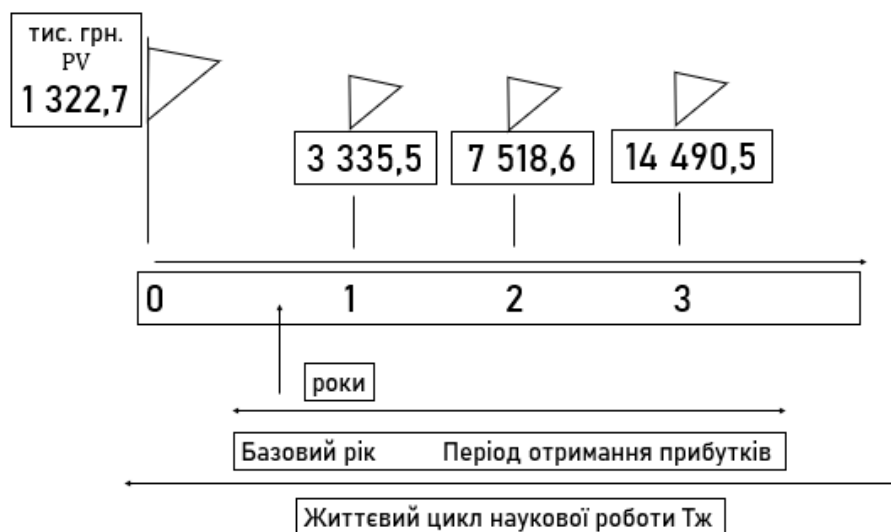 тис. грн.
PV
1 322,7
3 335,5
7 518,6
14 490,5
0 1 2 3
роки
Базовий рік Період отримання прибутків
Життєвий цикл наукової роботи Тж